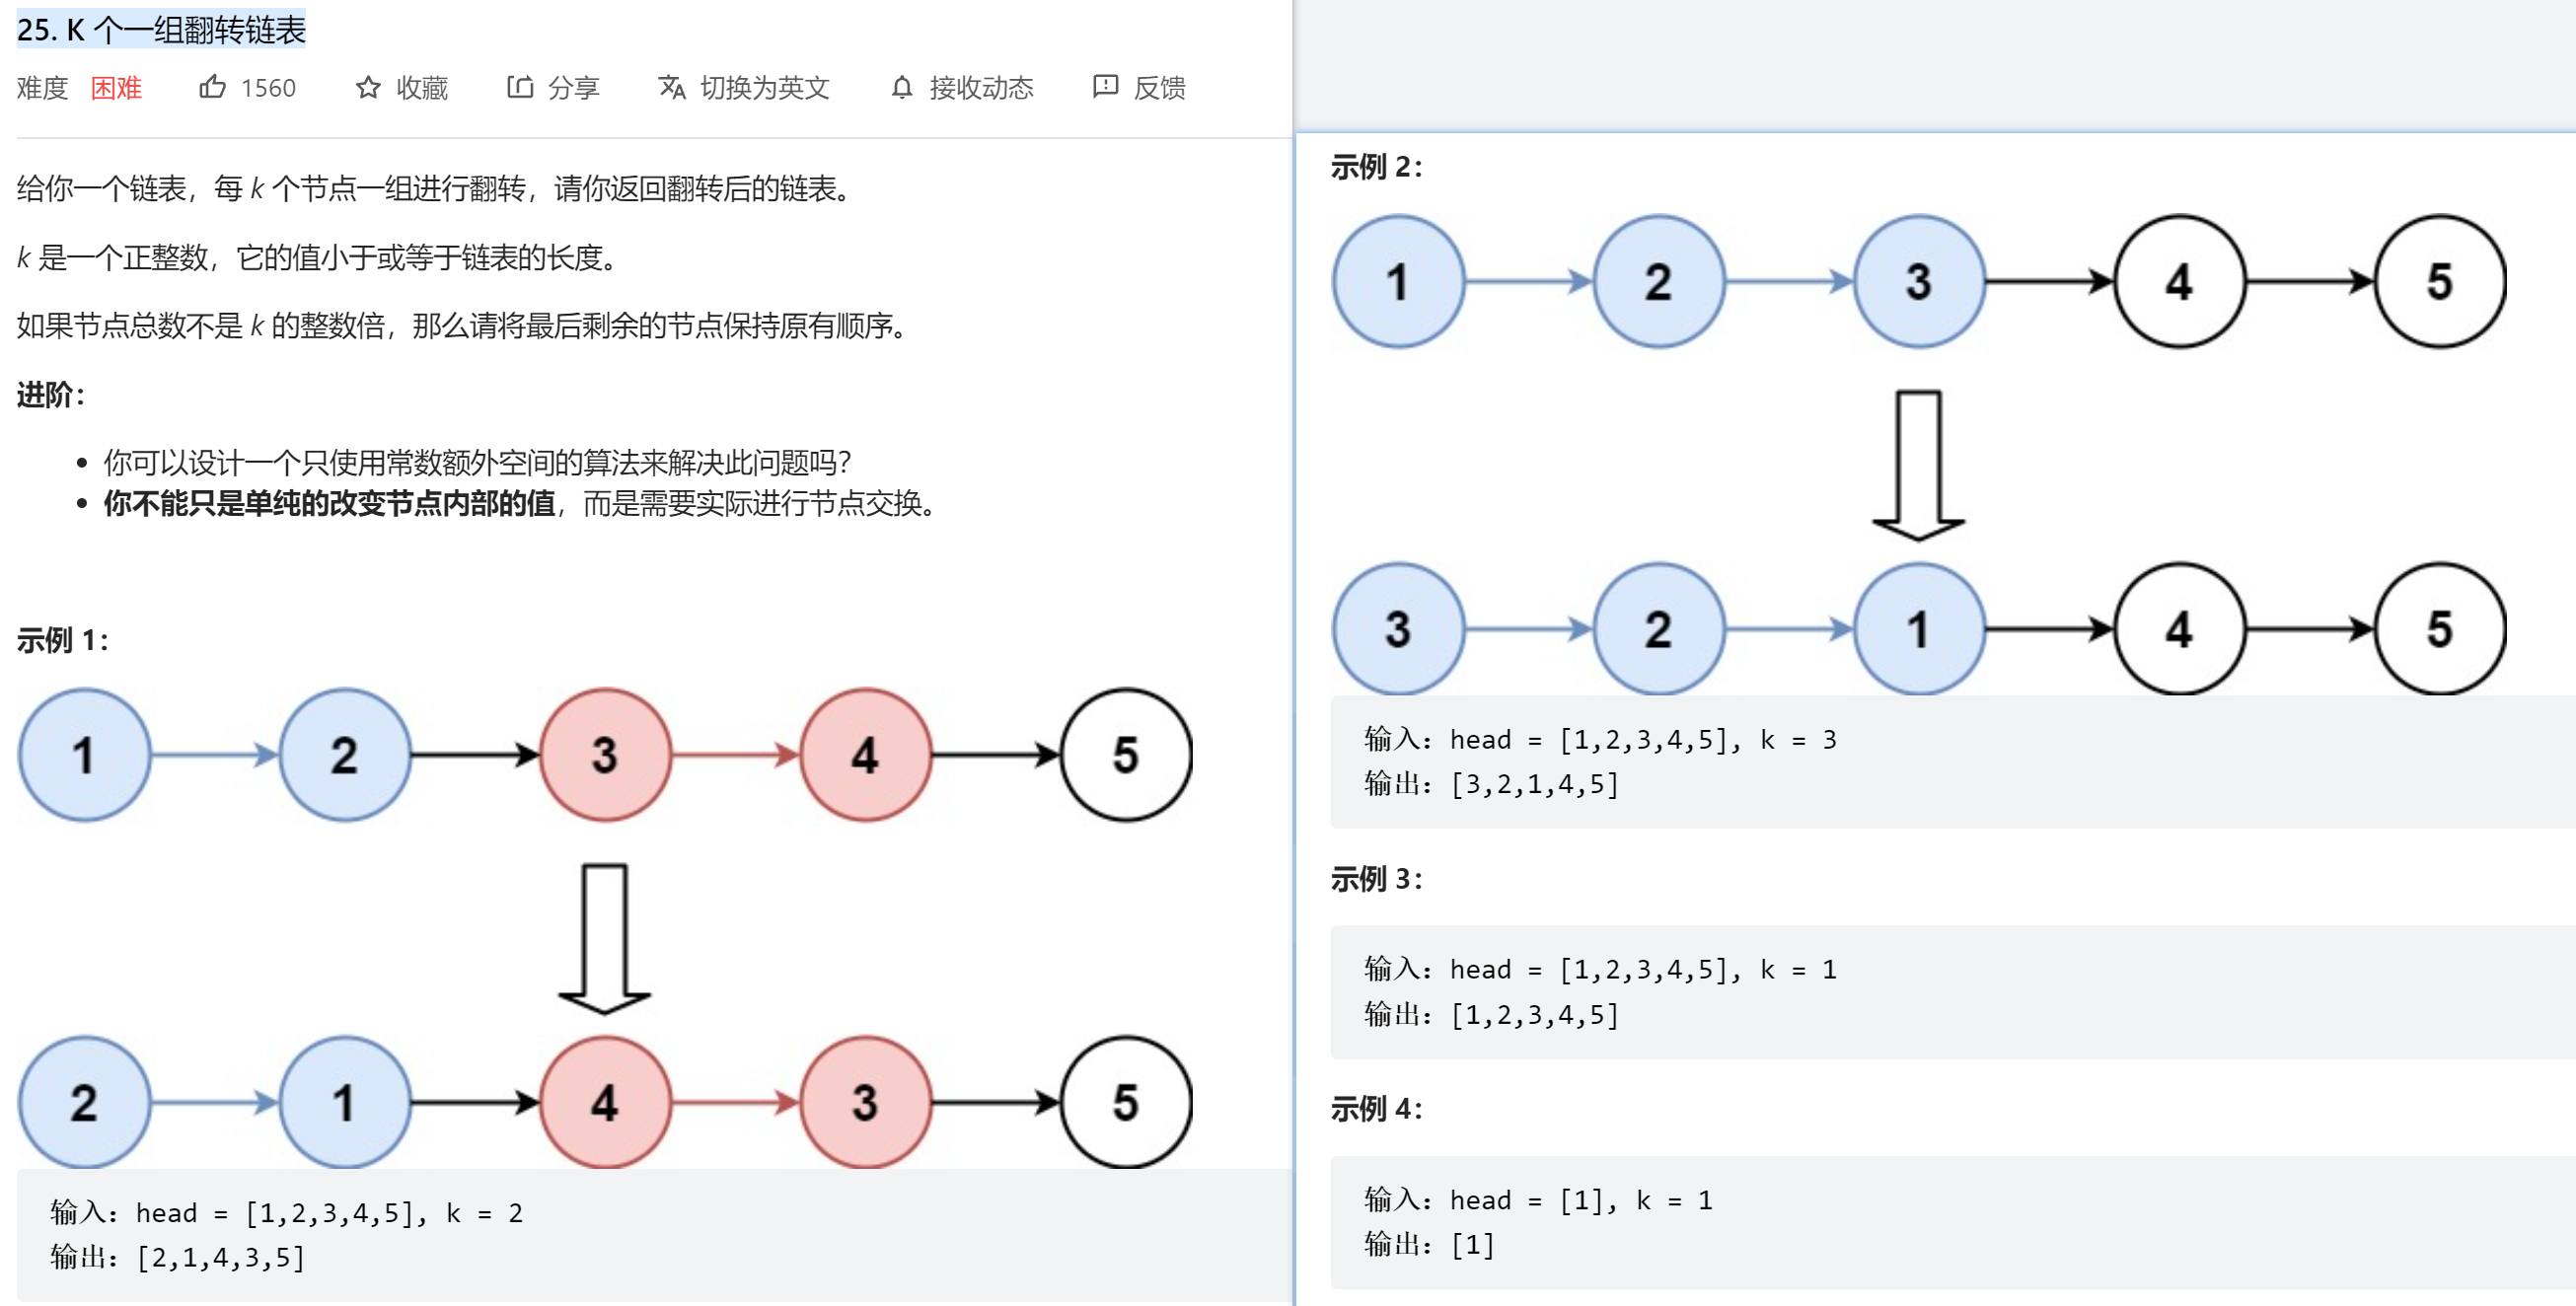 25. K 个一组翻转链表
难度 困难 1560 收藏 分享 切换为英文 接收动态 反馈
给你一个链表，每 k 个节点一组进行翻转，请你返回翻转后的链表。
k 是一个正整数，它的值小于或等于链表的长度。
如果节点总数不是 k 的整数倍，那么请将最后剩余的节点保持原有顺序。
进阶：
你可以设计一个只使用常数额外空间的算法来解决此问题吗？
你不能只是单纯的改变节点内部的值，而是需要实际进行节点交换。
示例 1：
1 2 3 4 5
2 1 4 3 5
输入：head = [1,2,3,4,5], k = 2
输出：[2,1,4,3,5]
示例 2：
1 2 3 4 5
3 2 1 4 5
输入：head = [1,2,3,4,5], k = 3
输出：[3,2,1,4,5]
示例 3：
输入：head = [1,2,3,4,5], k = 1
输出：[1,2,3,4,5]
示例 4：
输入：head = [1], k = 1
输出：[1]